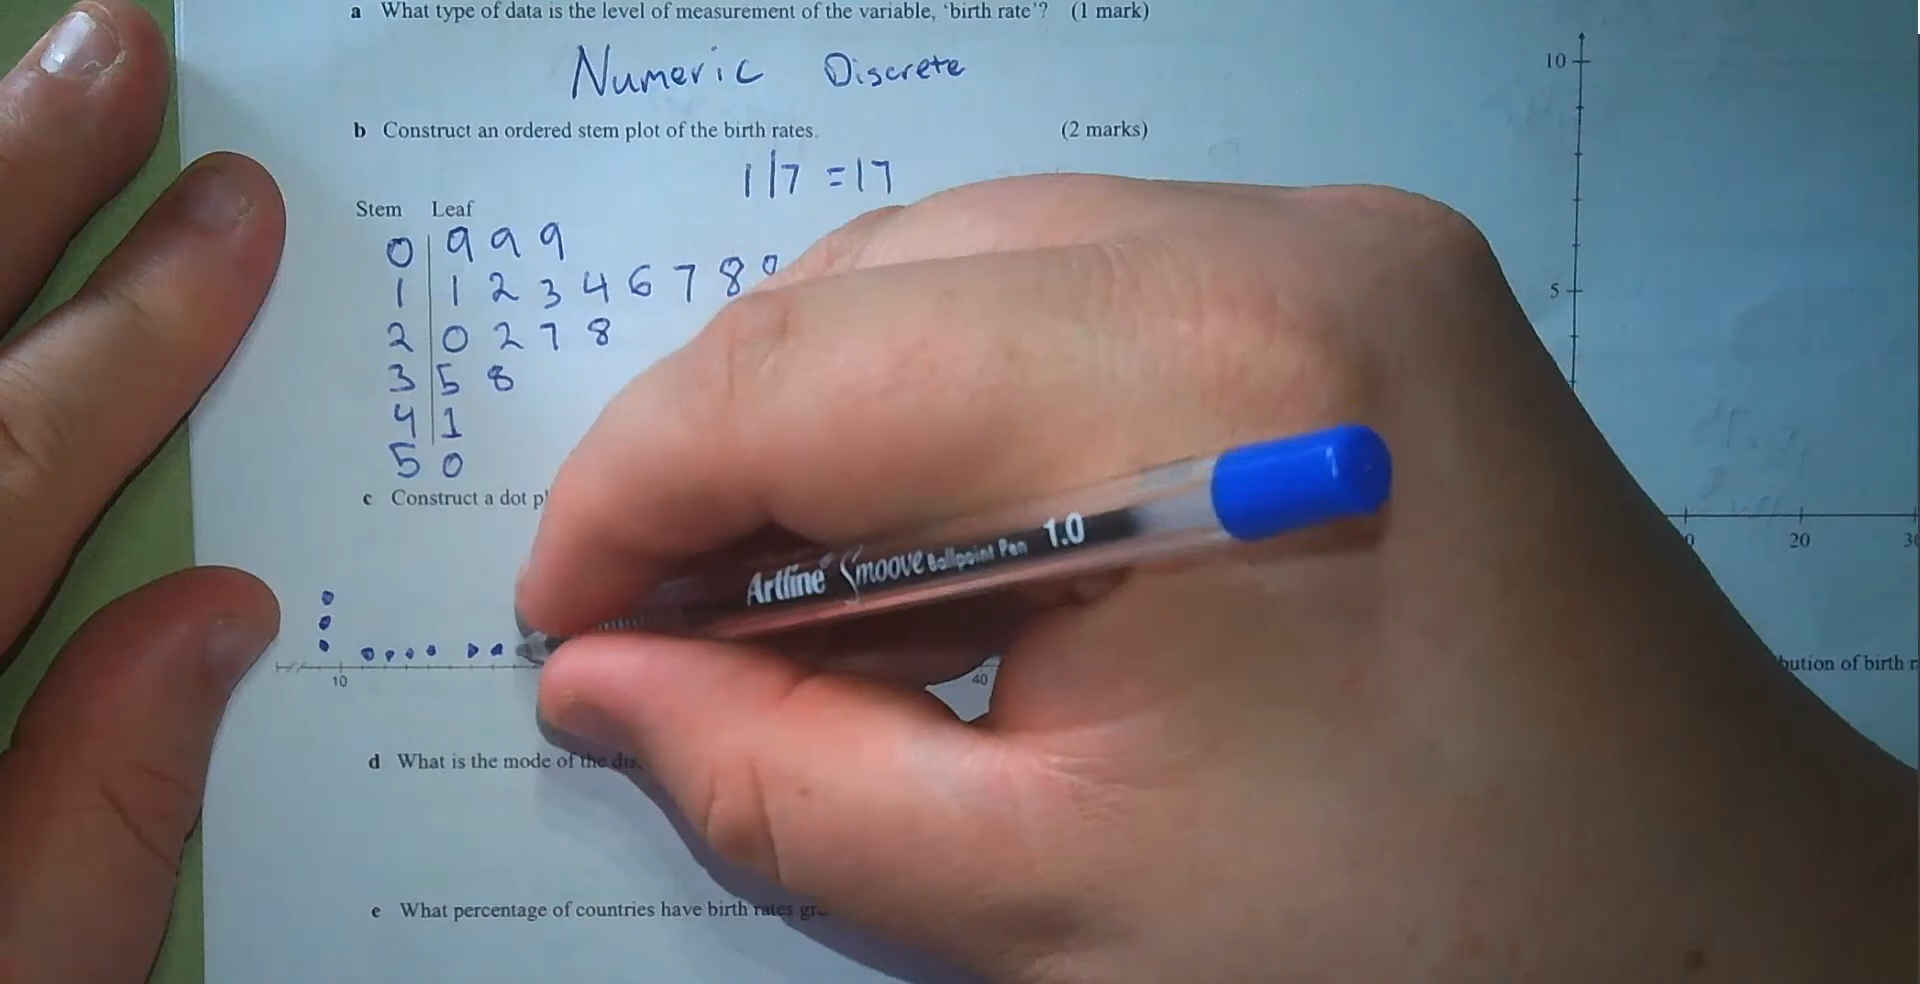 a What type of data is the level of measurement of the variable, ‘birth rate’? (1 mark)
Numeric Discrete
b Construct an ordered stem plot of the birth rates. (2 marks)
1|7 = 17
Stem Leaf
0 | 9 9 9
1 | 1 2 3 4 6 7 8
2 | 0 2 7 8
3 | 5 8
4 | 1
5 0
c Construct a dot
10 40
d What is the mode of the
e What percentage of countries have birth rates
Artline Smoove Ballpoint Pen 1.0
10
5
20
bution of birth